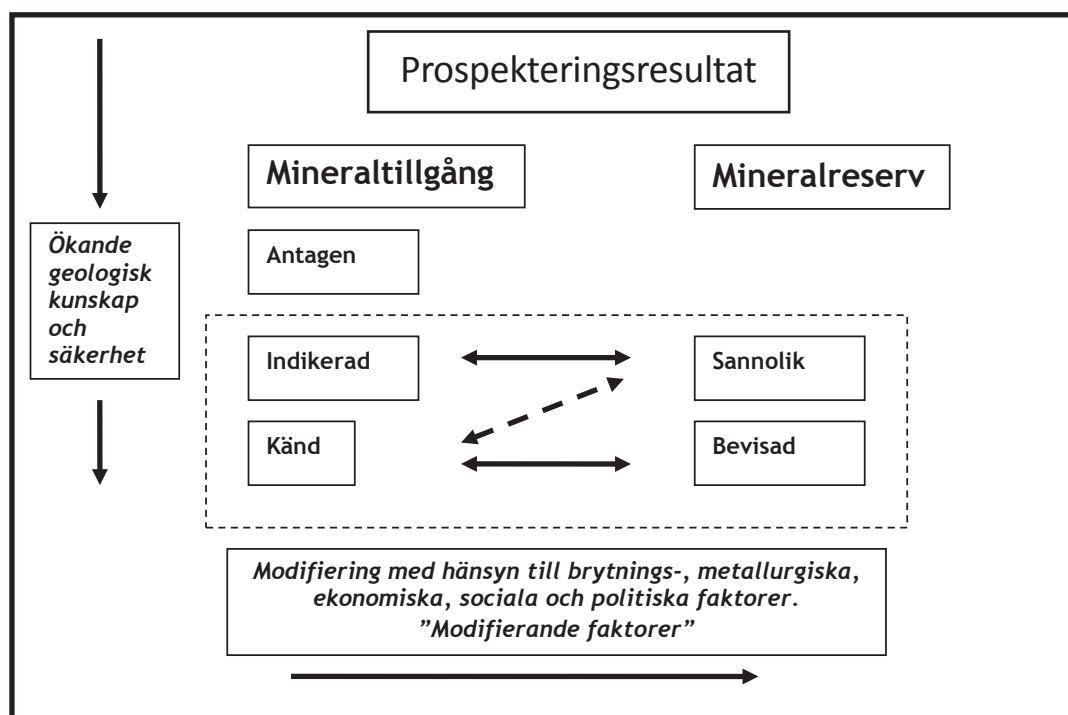 Prospekteringsresultat
Mineraltillgång
Mineralreserv
Ökande
geologisk
kunskap
och
säkerhet
Antagen
Indikerad
Sannolik
Känd
Bevisad
Modifiering med hänsyn till brytnings-, metallurgiska,
ekonomiska, sociala och politiska faktorer.
”Modifierande faktorer”